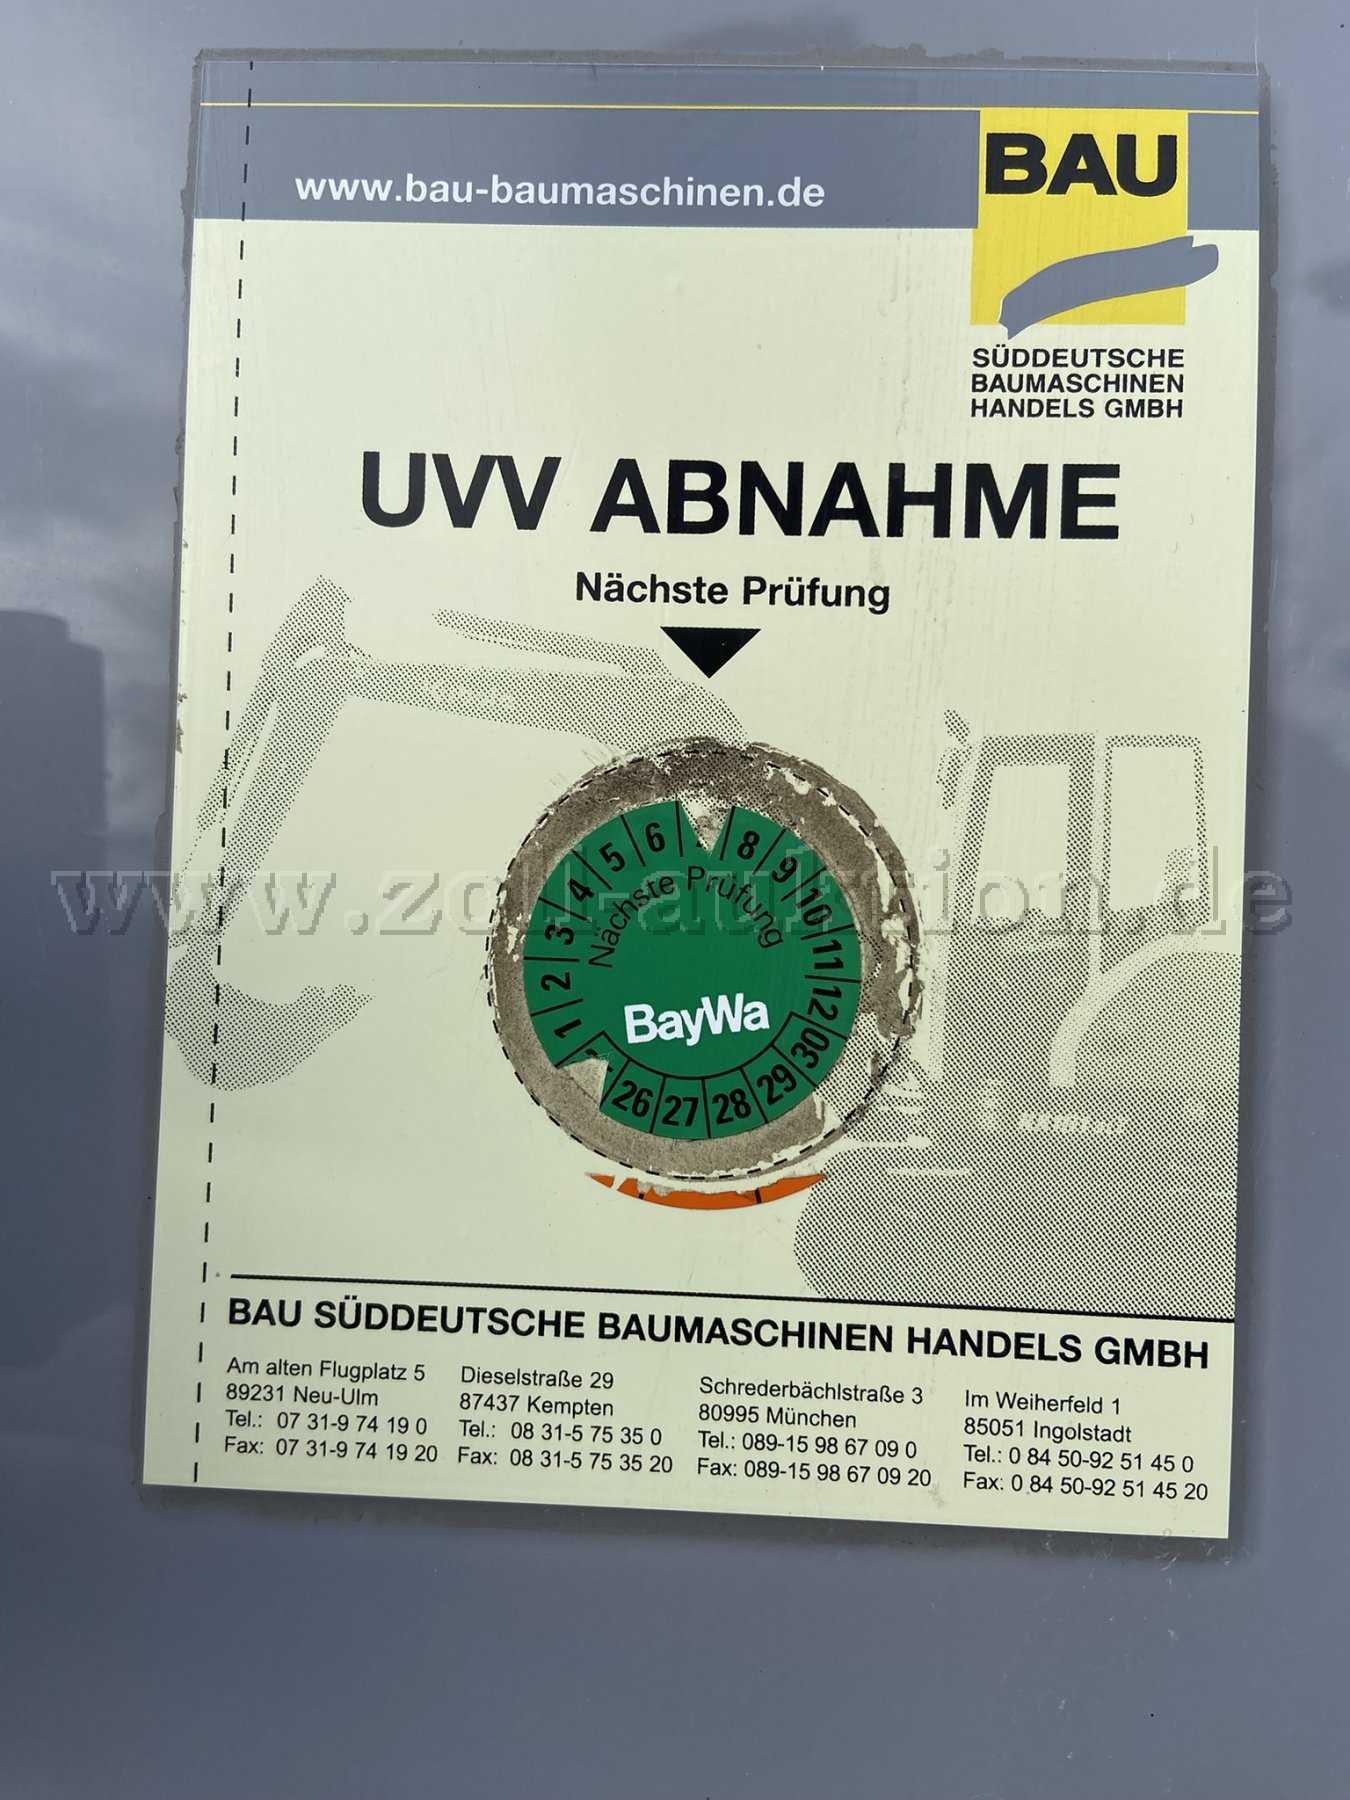 www.bau-baumaschinen.de
BAU
SÜDDEUTSCHE
BAUMASCHINEN
HANDELS GMBH
UVV ABNAHME
Nächste Prüfung
1 2 3 4 5 6 8 9 10 11 12
Nächste Prüfung
BayWa
26 27 28 29 30
www.zoll-auktion.de
BAU SÜDDEUTSCHE BAUMASCHINEN HANDELS GMBH
Am alten Flugplatz 5
89231 Neu-Ulm
Tel.: 07 31-9 74 19 0
Fax: 07 31-9 74 19 20
Dieselstraße 29
87437 Kempten
Tel.: 08 31-5 75 35 0
Fax: 08 31-5 75 35 20
Schrederbächlstraße 3
80995 München
Tel.: 089-15 98 67 09 0
Fax: 089-15 98 67 09 20
Im Weiherfeld 1
85051 Ingolstadt
Tel.: 0 84 50-92 51 45 0
Fax: 0 84 50-92 51 45 20